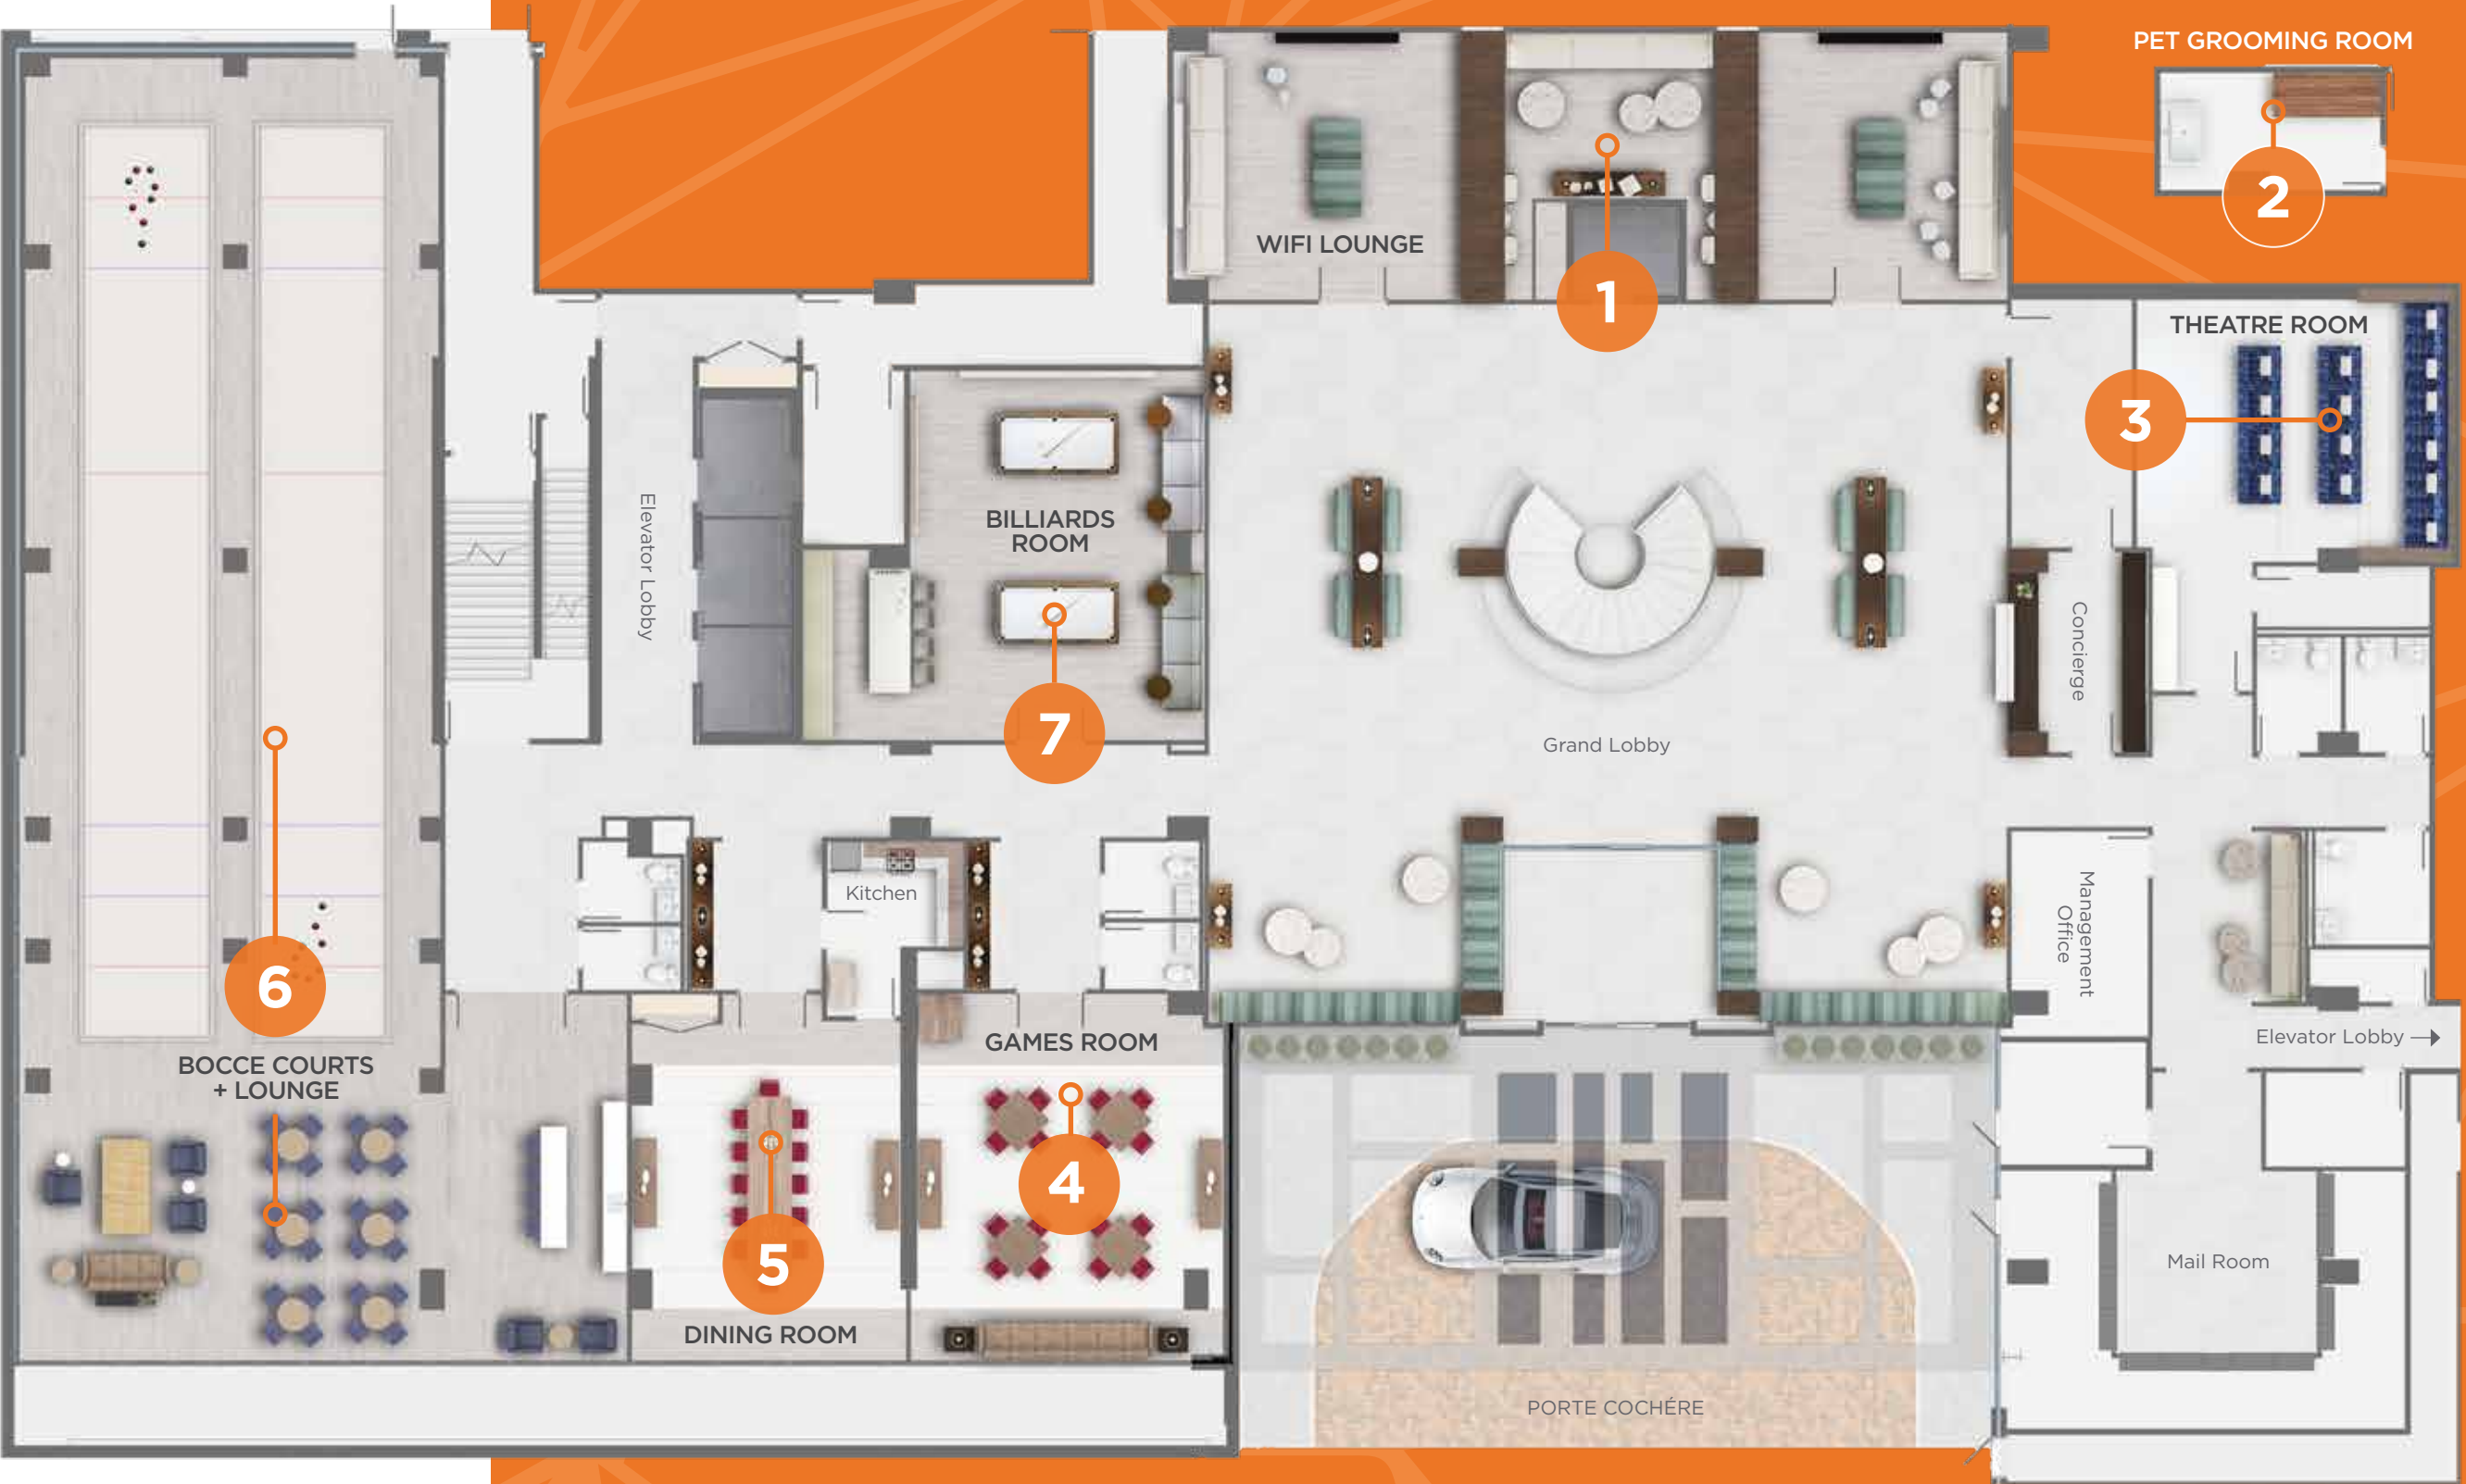 PET GROOMING ROOM
2
WIFI LOUNGE
1
THEATRE ROOM
3
Elevator Lobby
BILLIARDS
ROOM
7
Concierge
Grand Lobby
Kitchen
Management
Office
6
BOCCE COURTS
+ LOUNGE
GAMES ROOM
4
5
DINING ROOM
Elevator Lobby →
Mail Room
PORTE COCHÉRE